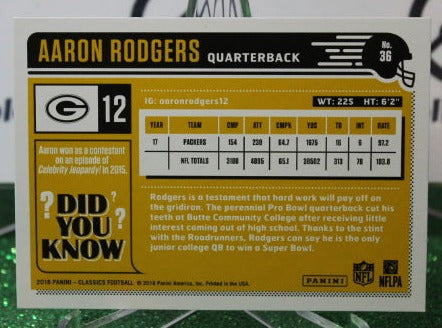 AARON RODGERS QUARTERBACK
No. 36
G 12
IG: aaronrodgers12 WT: 225 HT: 6'2"
YEAR TEAM CMP ATT CMP% YDS TD INT RATE
17 PACKERS 154 238 64.7 1675 16 6 97.2
NFL TOTALS 3188 4895 65.1 38502 313 78 103.8
Aaron won as a contestant
on an episode of
Celebrity Jeopardy! in 2015.
? DID ?
YOU
KNOW ?
Rodgers is a testament that hard work will pay off on
the gridiron. The perennial Pro Bowl quarterback cut his
teeth at Butte Community College after receiving little
interest coming out of high school. Thanks to the stint
with the Roadrunners, Rodgers can say he is the only
junior college QB to win a Super Bowl.
2018 PANINI - CLASSICS FOOTBALL © 2018 Panini America, Inc. Printed in the USA.
PANINI NFL NFLPA